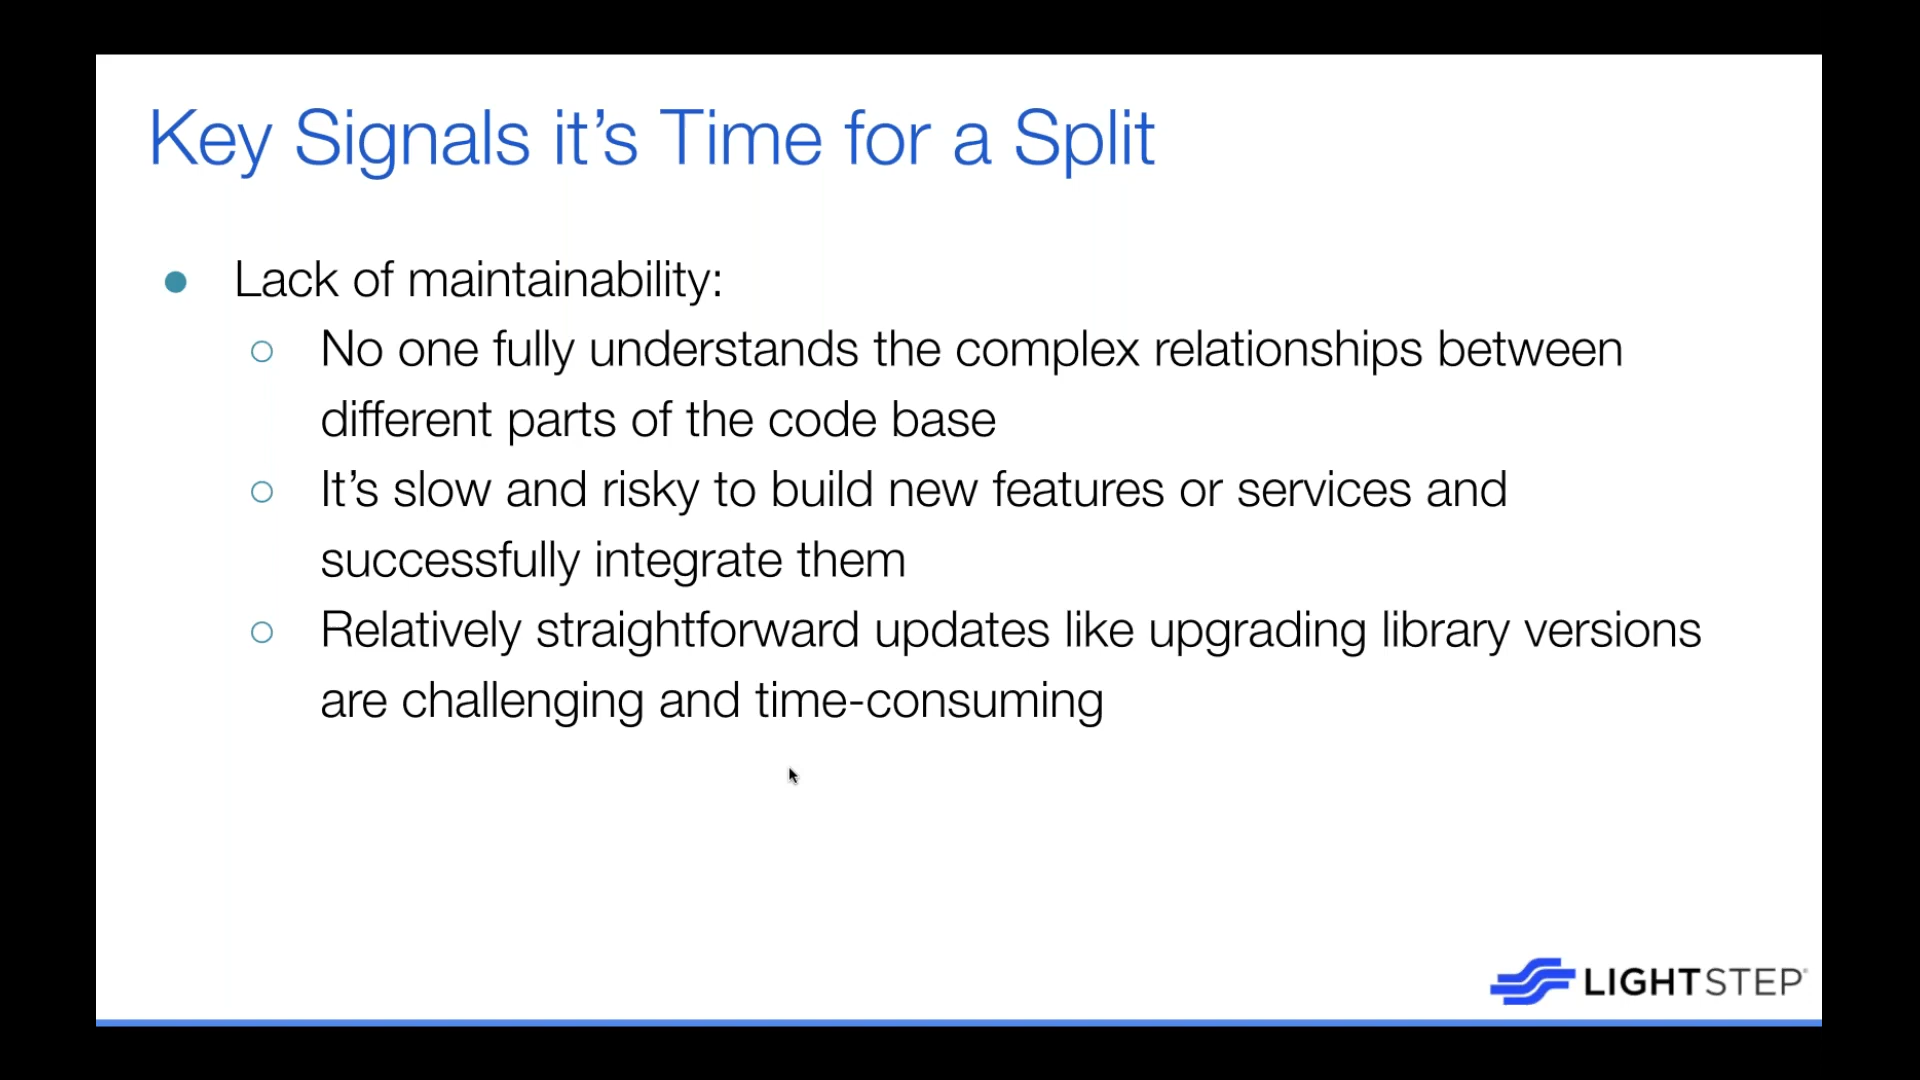 Key Signals it’s Time for a Split
● Lack of maintainability:
○ No one fully understands the complex relationships between
different parts of the code base
○ It’s slow and risky to build new features or services and
successfully integrate them
○ Relatively straightforward updates like upgrading library versions
are challenging and time-consuming
LIGHTSTEP